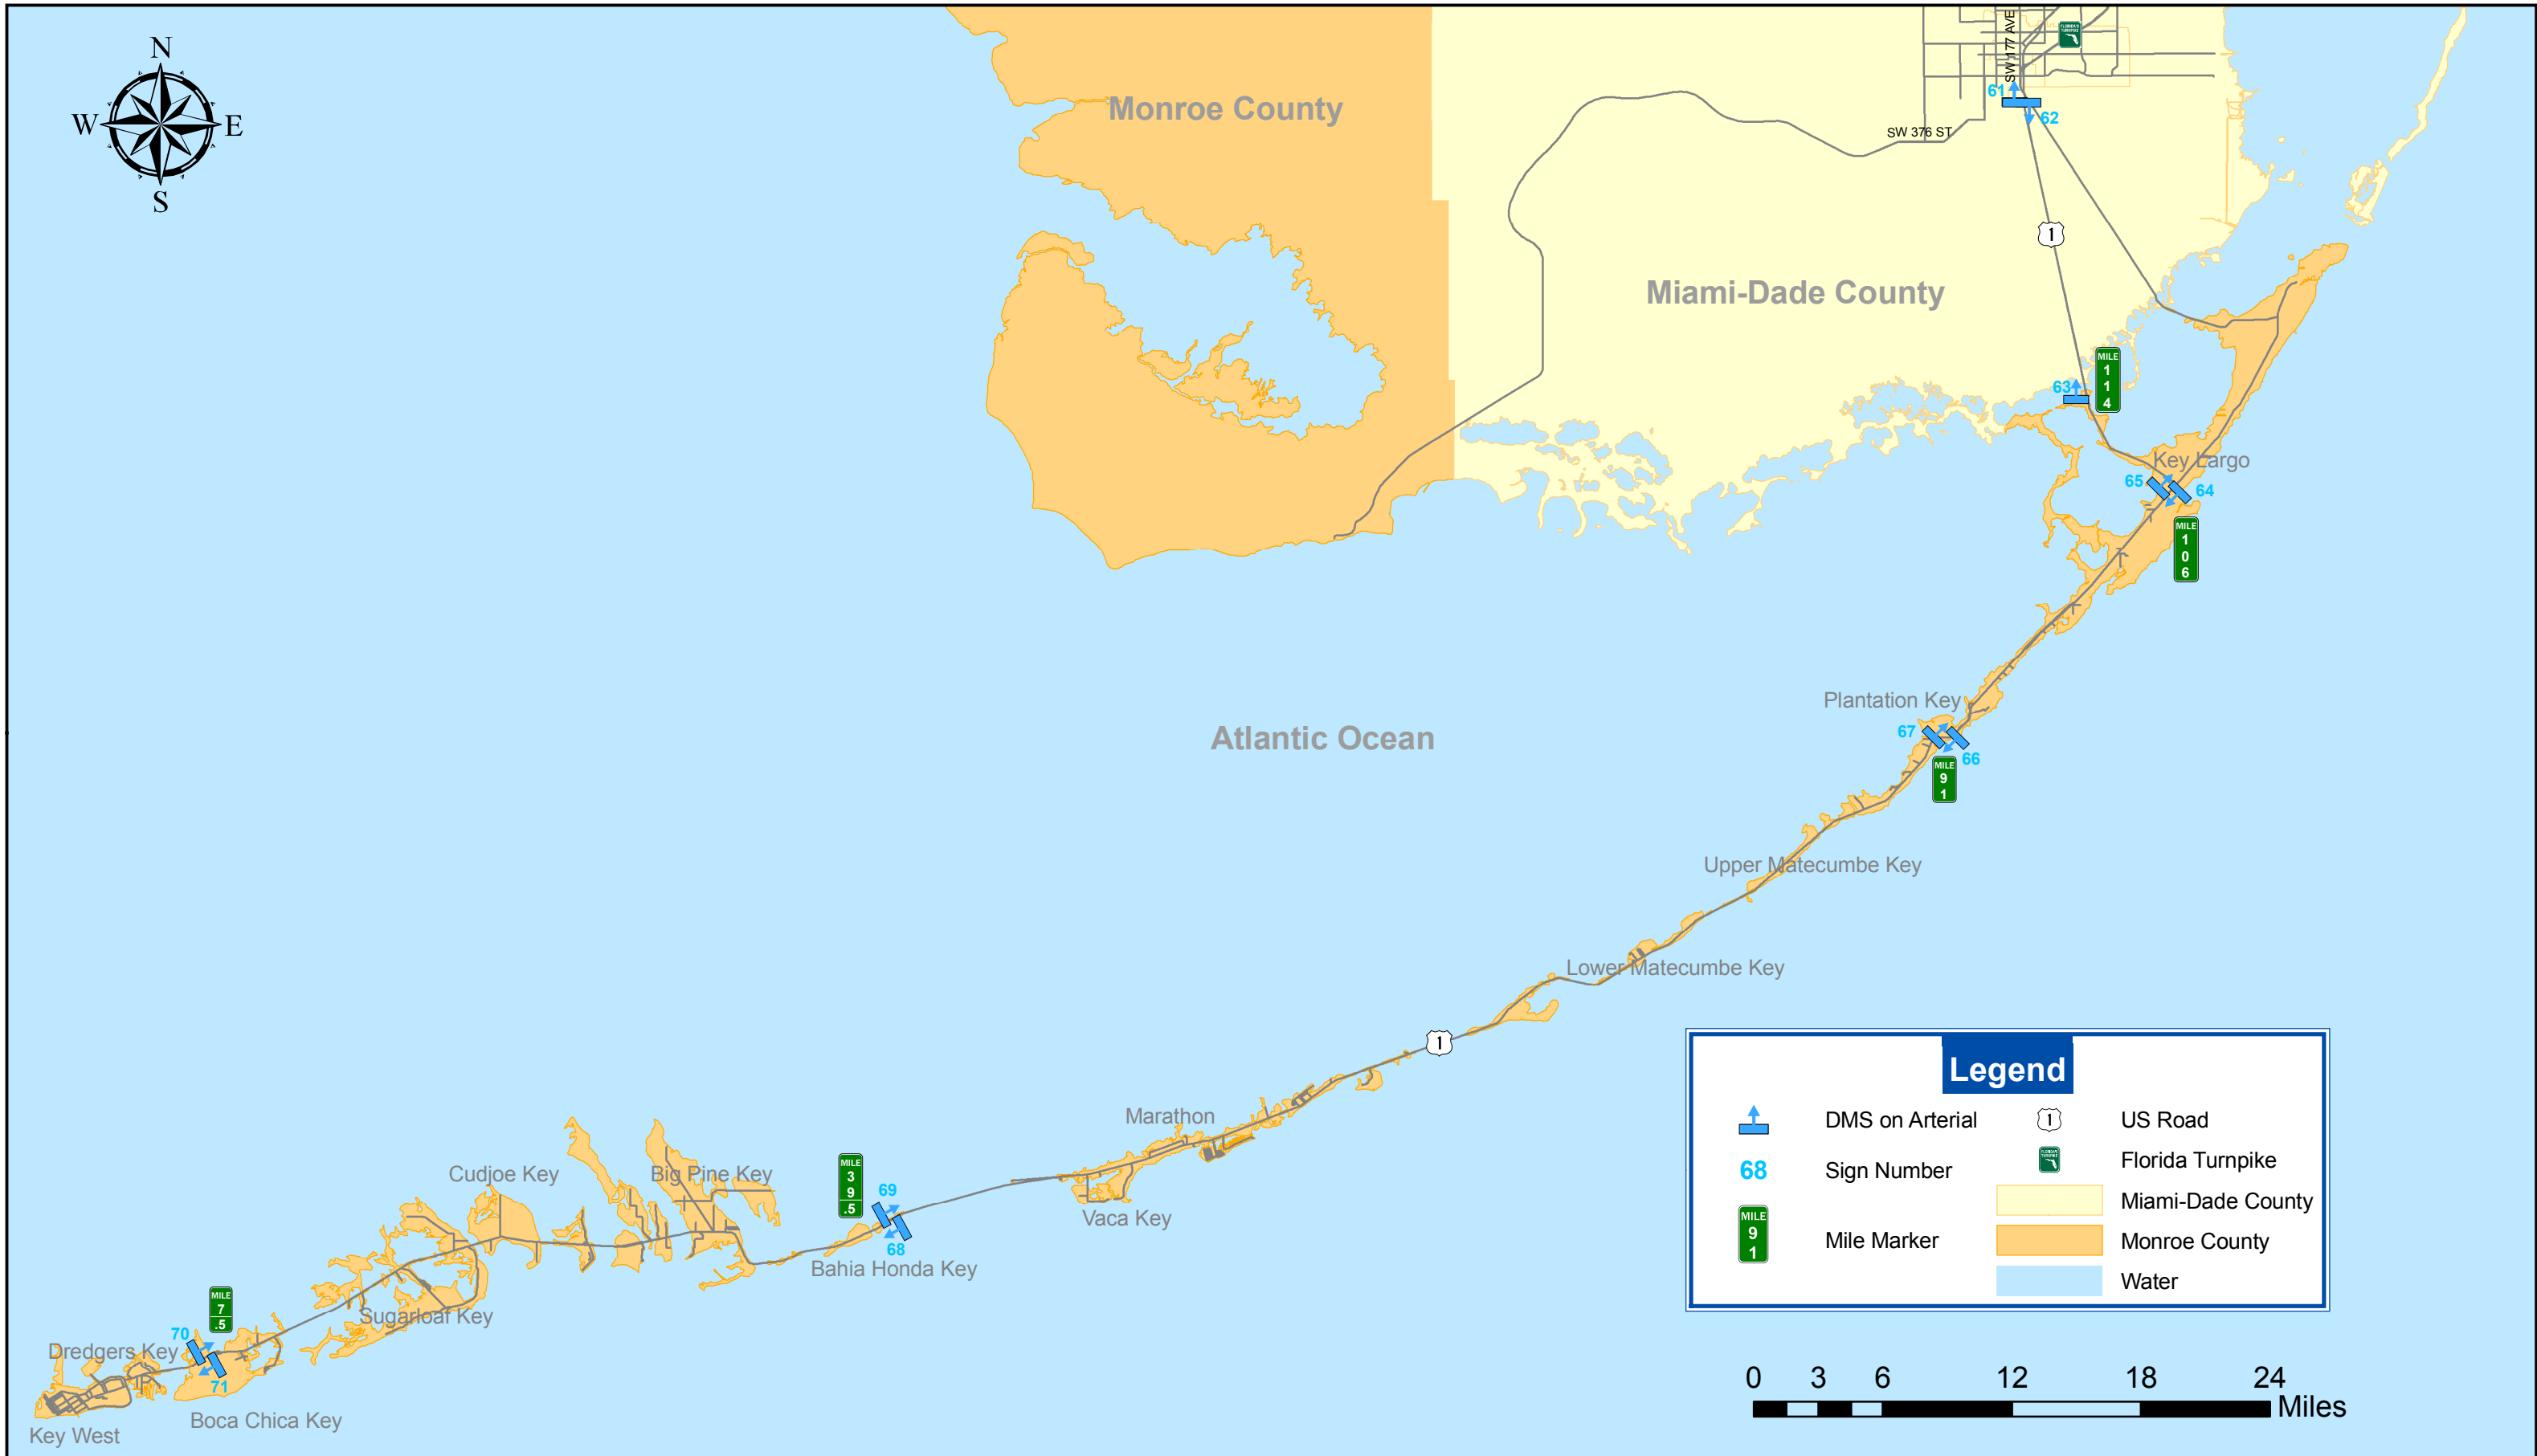 N
W
E
S
Monroe County
SW 177 AVE
FLORIDA'S
TURNPIKE
61
62
SW 376 ST
1
Miami-Dade County
63
MILE
1
1
4
Key Largo
65
64
MILE
1
0
6
Plantation Key
67
66
MILE
9
1
Atlantic Ocean
Upper Matecumbe Key
Lower Matecumbe Key
1
Marathon
Vaca Key
Cudjoe Key
Big Pine Key
MILE
3
9
.5
69
68
Bahia Honda Key
Sugarloaf Key
MILE
7
.5
70
71
Dredgers Key
Boca Chica Key
Key West
Legend
DMS on Arterial
1
US Road
68
Sign Number
FLORIDA'S
TURNPIKE
Florida Turnpike
Miami-Dade County
MILE
9
1
Mile Marker
Monroe County
Water
0 3 6 12 18 24
Miles